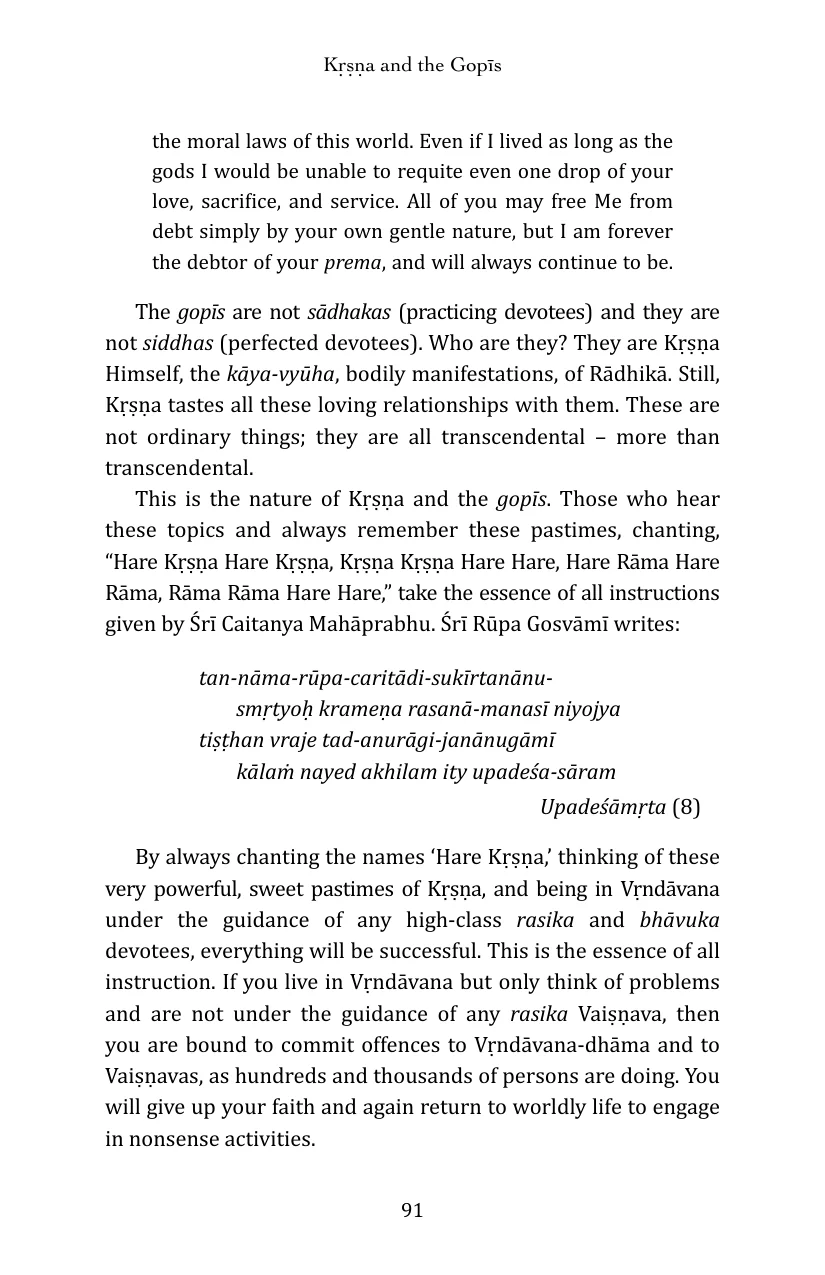 Kṛṣṇa and the Gopīs
the moral laws of this world. Even if I lived as long as the
gods I would be unable to requite even one drop of your
love, sacrifice, and service. All of you may free Me from
debt simply by your own gentle nature, but I am forever
the debtor of your prema, and will always continue to be.
The gopīs are not sādhakas (practicing devotees) and they are
not siddhas (perfected devotees). Who are they? They are Kṛṣṇa
Himself, the kāya-vyūha, bodily manifestations, of Rādhikā. Still,
Kṛṣṇa tastes all these loving relationships with them. These are
not ordinary things; they are all transcendental – more than
transcendental.
This is the nature of Kṛṣṇa and the gopīs. Those who hear
these topics and always remember these pastimes, chanting,
“Hare Kṛṣṇa Hare Kṛṣṇa, Kṛṣṇa Kṛṣṇa Hare Hare, Hare Rāma Hare
Rāma, Rāma Rāma Hare Hare,” take the essence of all instructions
given by Śrī Caitanya Mahāprabhu. Śrī Rūpa Gosvāmī writes:
tan-nāma-rūpa-caritādi-sukīrtanānu-
smṛtyoḥ krameṇa rasanā-manasī niyojya
tiṣṭhan vraje tad-anurāgi-janānugāmī
kālaṁ nayed akhilam ity upadeśa-sāram
Upadeśāmṛta (8)
By always chanting the names ‘Hare Kṛṣṇa,’ thinking of these
very powerful, sweet pastimes of Kṛṣṇa, and being in Vṛndāvana
under the guidance of any high-class rasika and bhāvuka
devotees, everything will be successful. This is the essence of all
instruction. If you live in Vṛndāvana but only think of problems
and are not under the guidance of any rasika Vaiṣṇava, then
you are bound to commit offences to Vṛndāvana-dhāma and to
Vaiṣṇavas, as hundreds and thousands of persons are doing. You
will give up your faith and again return to worldly life to engage
in nonsense activities.
91